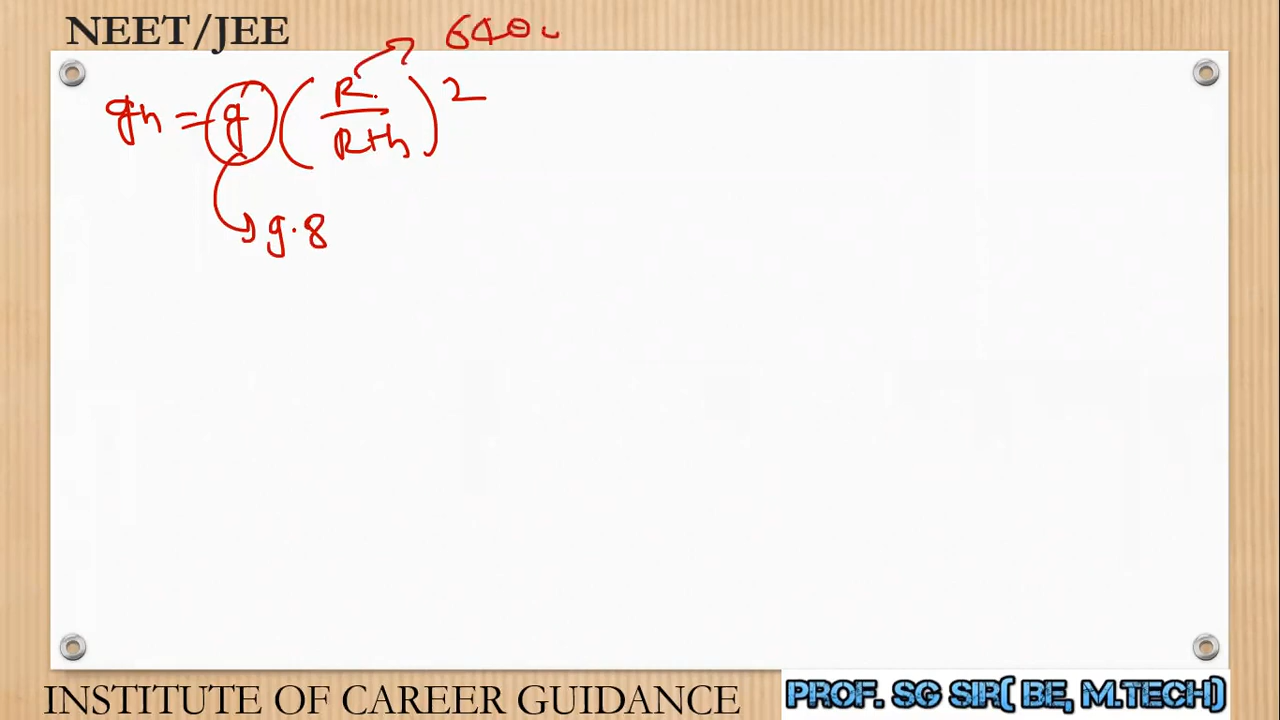 NEET/JEE
6400
gh = g (R/R+h)2
9.8
INSTITUTE OF CAREER GUIDANCE
PROF. SG SIR( BE, M.TECH)